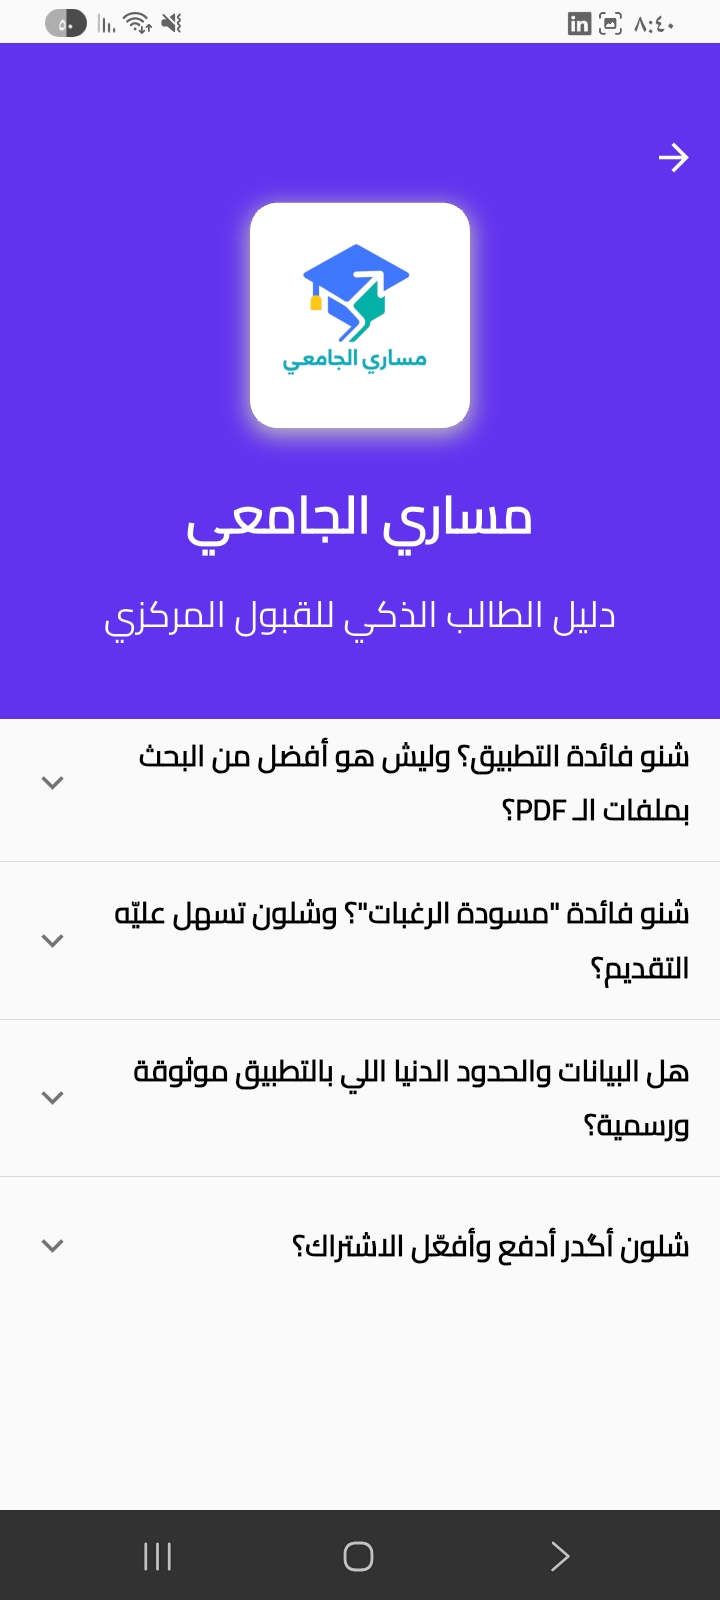 ٨:٤٠
in
٥٠
مساري الجامعي
مساري الجامعي
دليل الطالب الذكي للقبول المركزي
شنو فائدة التطبيق؟ وليش هو أفضل من البحث
بملفات الـ PDF؟
شنو فائدة "مسودة الرغبات"؟ وشلون تسهل عليّه
التقديم؟
هل البيانات والحدود الدنيا اللي بالتطبيق موثوقة
ورسمية؟
شلون أگدر أدفع وأفعّل الاشتراك؟